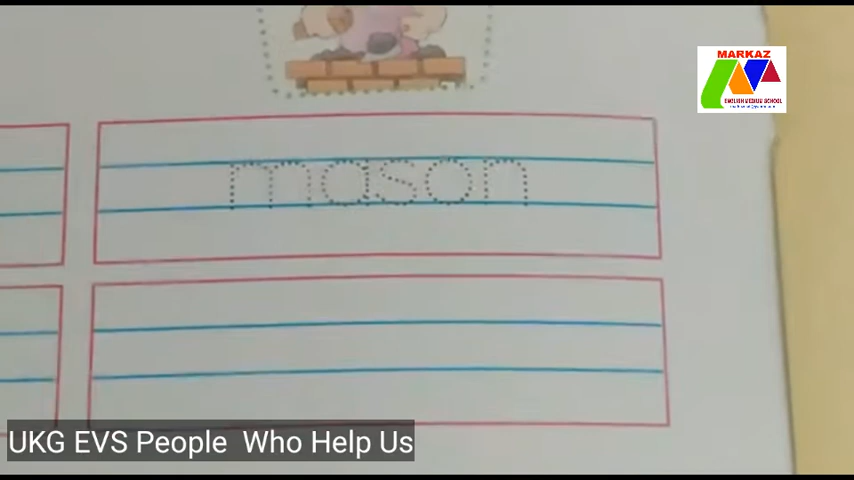 MARKAZ
ENGLISH MEDIUM SCHOOL
mason
UKG EVS People Who Help Us